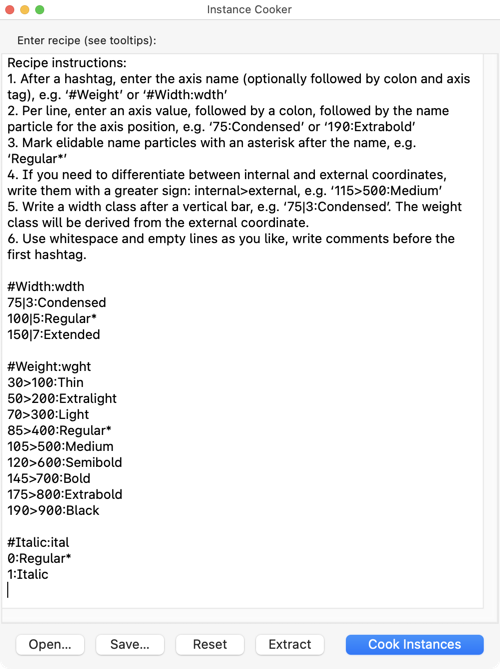 Instance Cooker
Enter recipe (see tooltips):
Recipe instructions:
1. After a hashtag, enter the axis name (optionally followed by colon and axis
tag), e.g. ‘#Weight’ or ‘#Width:wdth’
2. Per line, enter an axis value, followed by a colon, followed by the name
particle for the axis position, e.g. ‘75:Condensed’ or ‘190:Extrabold’
3. Mark elidable name particles with an asterisk after the name, e.g.
‘Regular*’
4. If you need to differentiate between internal and external coordinates,
write them with a greater sign: internal>external, e.g. ‘115>500:Medium’
5. Write a width class after a vertical bar, e.g. ‘75|3:Condensed’. The weight
class will be derived from the external coordinate.
6. Use whitespace and empty lines as you like, write comments before the
first hashtag.
#Width:wdth
75|3:Condensed
100|5:Regular*
150|7:Extended
#Weight:wght
30>100:Thin
50>200:Extralight
70>300:Light
85>400:Regular*
105>500:Medium
120>600:Semibold
145>700:Bold
175>800:Extrabold
190>900:Black
#Italic:ital
0:Regular*
1:Italic
Open... Save... Reset Extract Cook Instances